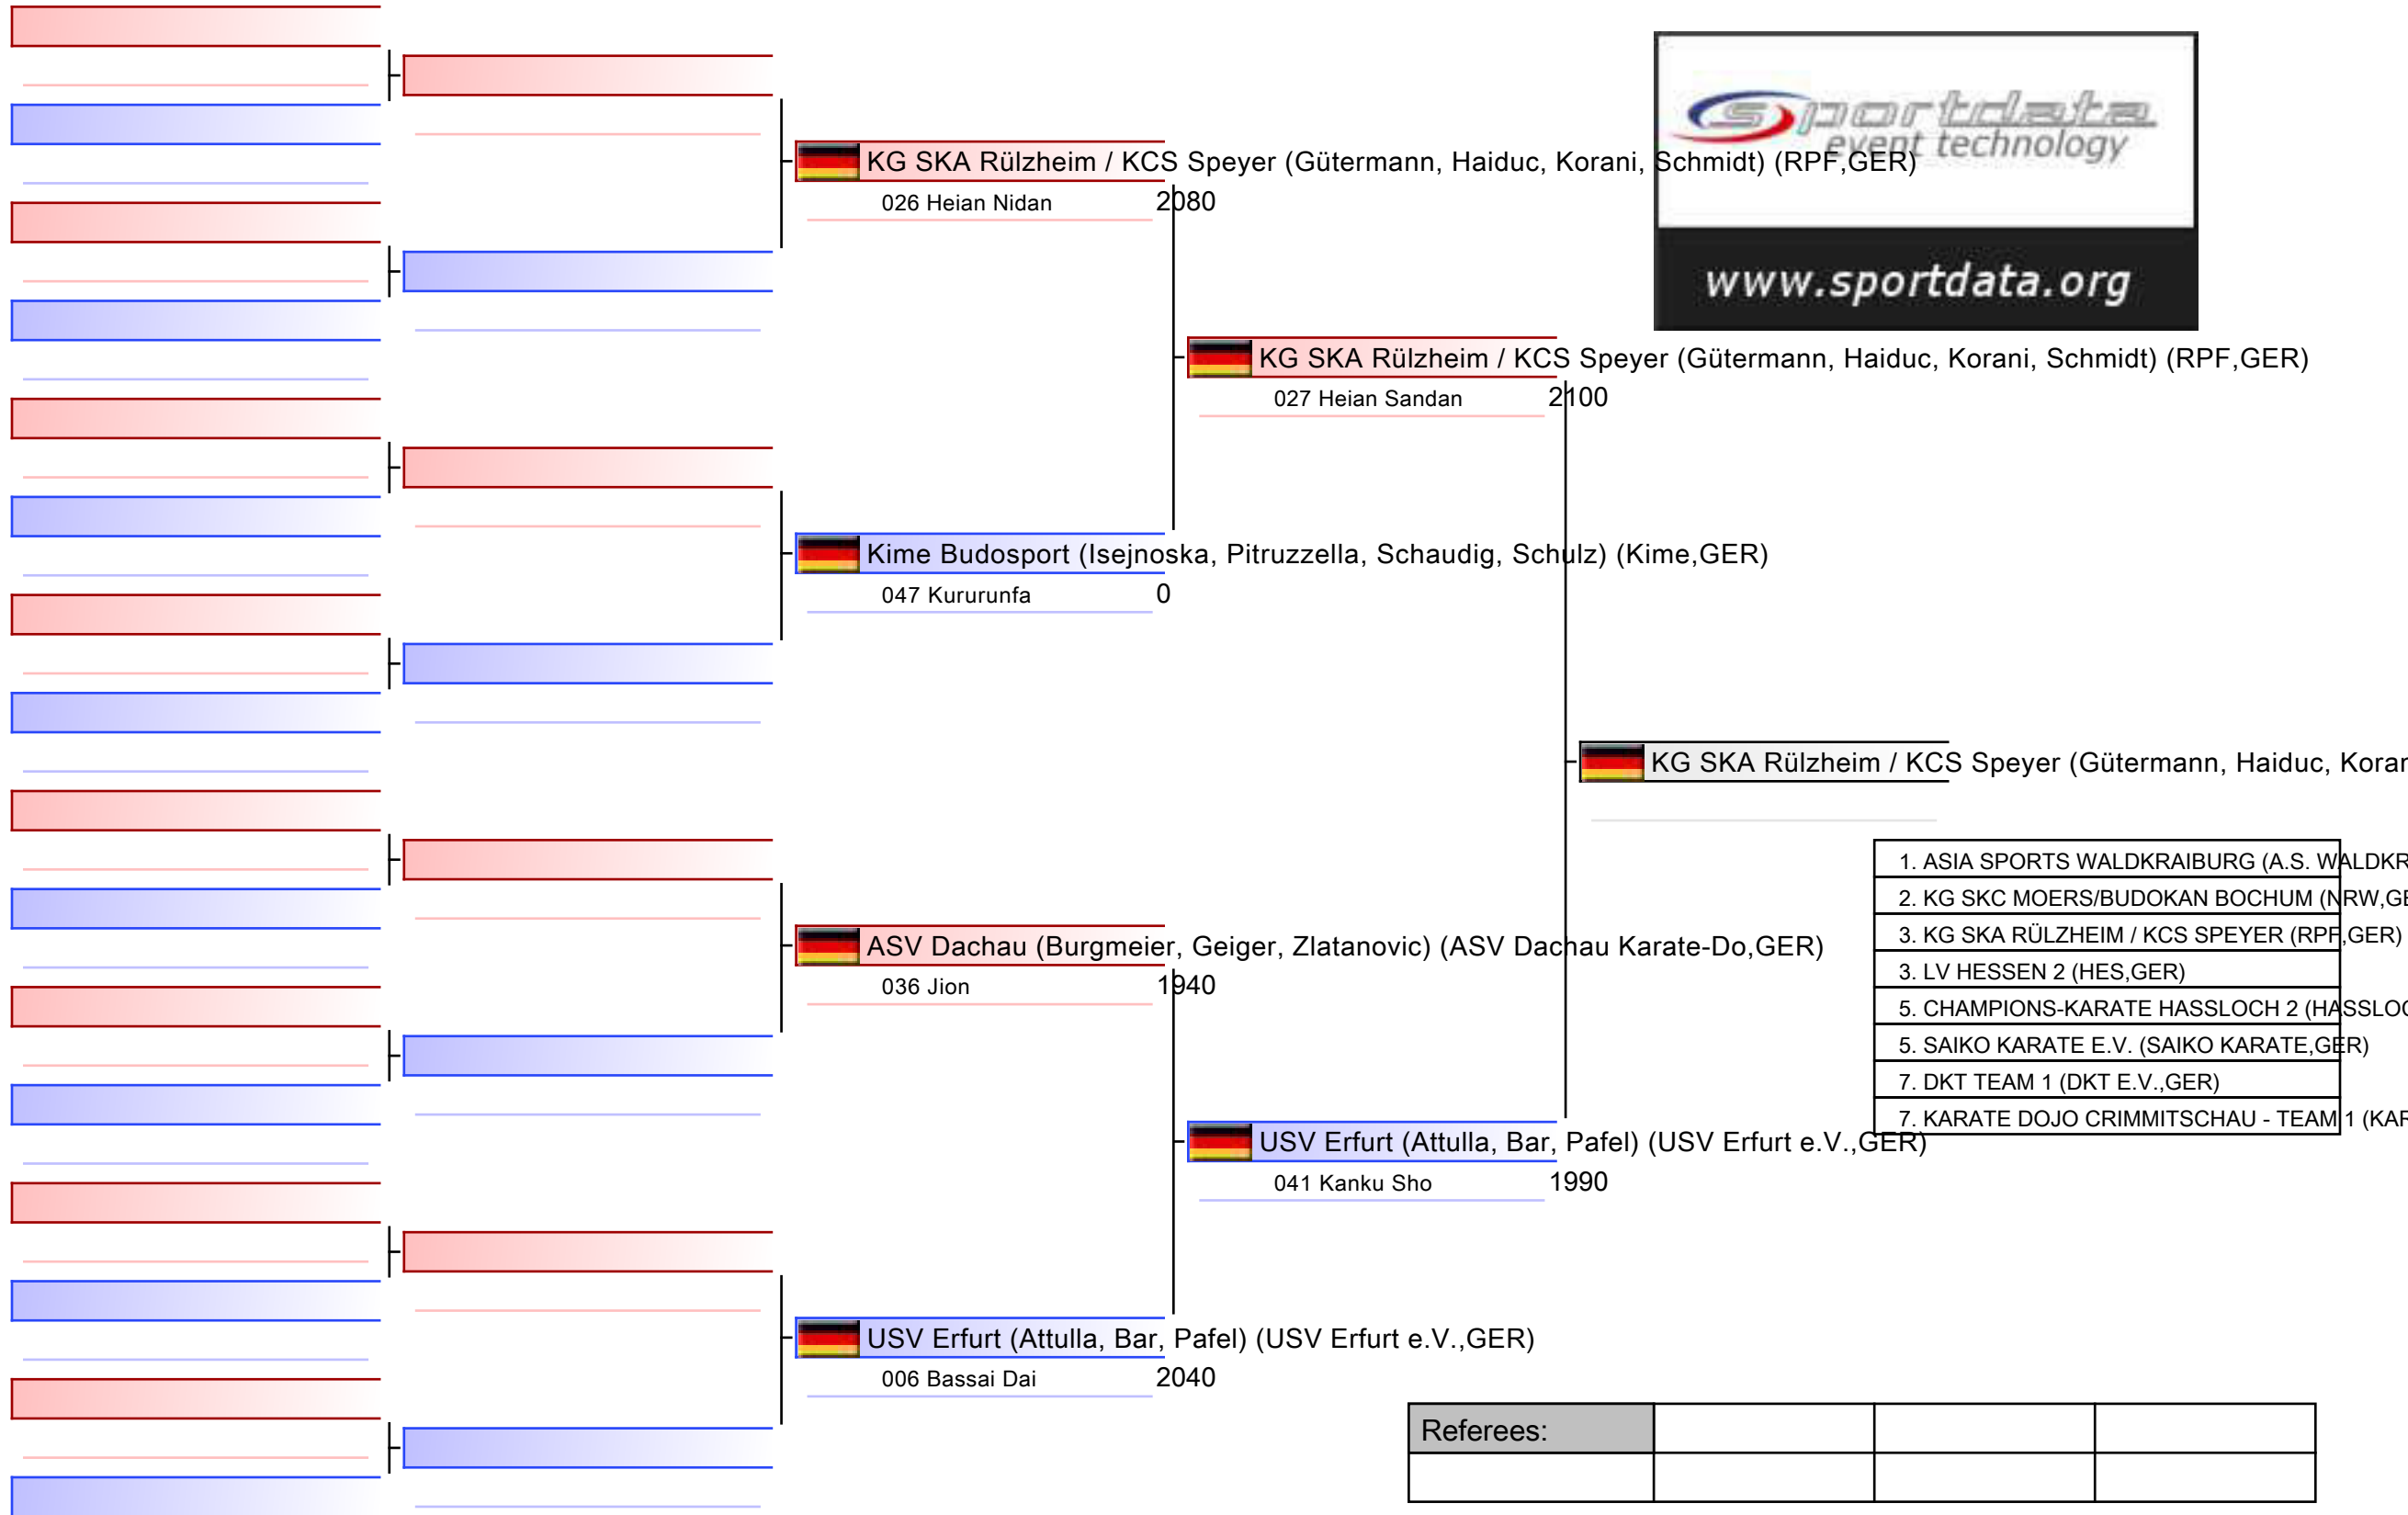 sportdata
event technology
www.sportdata.org
KG SKA Rülzheim / KCS Speyer (Gütermann, Haiduc, Korani, Schmidt) (RPF,GER)
026 Heian Nidan 2080
KG SKA Rülzheim / KCS Speyer (Gütermann, Haiduc, Korani, Schmidt) (RPF,GER)
027 Heian Sandan 2100
Kime Budosport (Isejnoska, Pitruzzella, Schaudig, Schulz) (Kime,GER)
047 Kururunfa 0
KG SKA Rülzheim / KCS Speyer (Gütermann, Haiduc,
1. ASIA SPORTS WALDKRAIBURG (A.S.
2. KG SKC MOERS/BUDOKAN BOCHUM (NRW,GE
3. KG SKA RÜLZHEIM / KCS SPEYER (RPF,GER)
3. LV HESSEN 2 (HES,GER)
5. CHAMPIONS-KARATE HASSLOCH 2
5. SAIKO KARATE E.V. (SAIKO KARATE,GER)
7. DKT TEAM 1 (DKT E.V.,GER)
7. KARATE DOJO CRIMMITSCHAU - TEAM 1 (KAR
ASV Dachau (Burgmeier, Geiger, Zlatanovic) (ASV Dachau Karate-Do,GER)
036 Jion 1940
USV Erfurt (Attulla, Bar, Pafel) (USV Erfurt e.V.,GER)
041 Kanku Sho 1990
USV Erfurt (Attulla, Bar, Pafel) (USV Erfurt e.V.,GER)
006 Bassai Dai 2040
Referees: